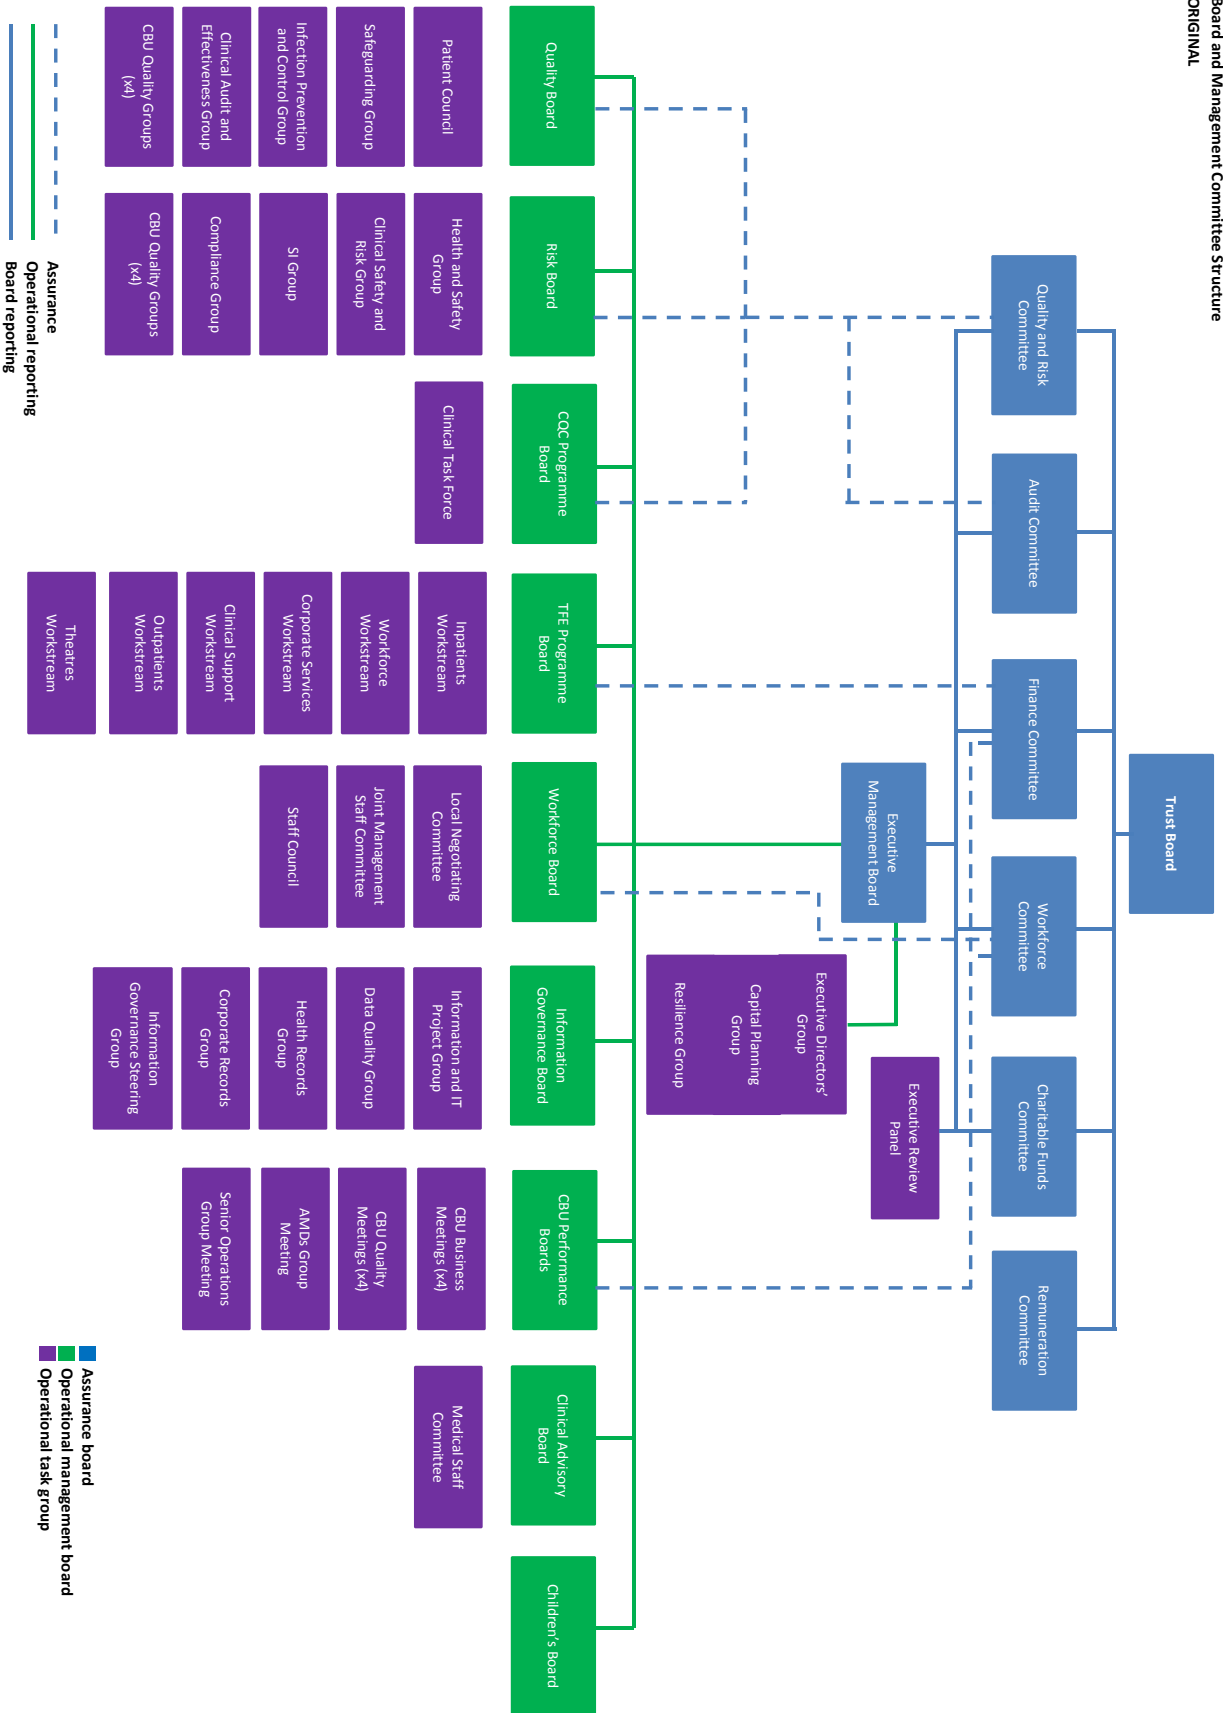 Board and Management Committee Structure
ORIGINAL
Trust Board
Quality and Risk
Committee
Audit Committee
Finance Committee
Workforce
Committee
Charitable Funds
Committee
Remuneration
Committee
Executive
Management Board
Executive Review
Panel
Executive Directors’
Group
Capital Planning
Group
Resilience Group
Quality Board
Risk Board
CQC Programme
Board
TFE Programme
Board
Workforce Board
Information
Governance Board
CBU Performance
Boards
Clinical Advisory
Board
Children’s Board
Patient Council
Safeguarding Group
Infection Prevention
and Control Group
Clinical Audit and
Effectiveness Group
CBU Quality Groups
(x4)
Health and Safety
Group
Clinical Safety and
Risk Group
SI Group
Compliance Group
CBU Quality Groups
(x4)
Clinical Task Force
Inpatients
Workstream
Workforce
Workstream
Corporate Services
Workstream
Clinical Support
Workstream
Outpatients
Workstream
Theatres
Workstream
Local Negotiating
Committee
Joint Management
Staff Committee
Staff Council
Information and IT
Project Group
Data Quality Group
Health Records
Group
Corporate Records
Group
Information
Governance Steering
Group
CBU Business
Meetings (x4)
CBU Quality
Meetings (x4)
AMDs Group
Meeting
Senior Operations
Group Meeting
Medical Staff
Committee
Assurance
Operational reporting
Board reporting
Assurance board
Operational management board
Operational task group